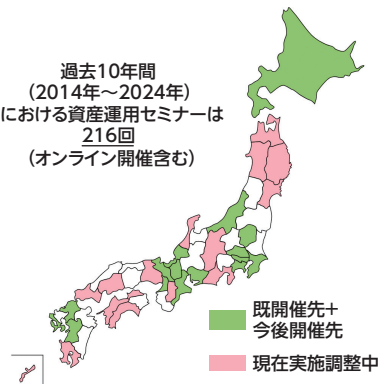 過去10年間
（2014年～2024年）
における資産運用セミナーは
216回
（オンライン開催含む）
既開催先＋
今後開催先
現在実施調整中